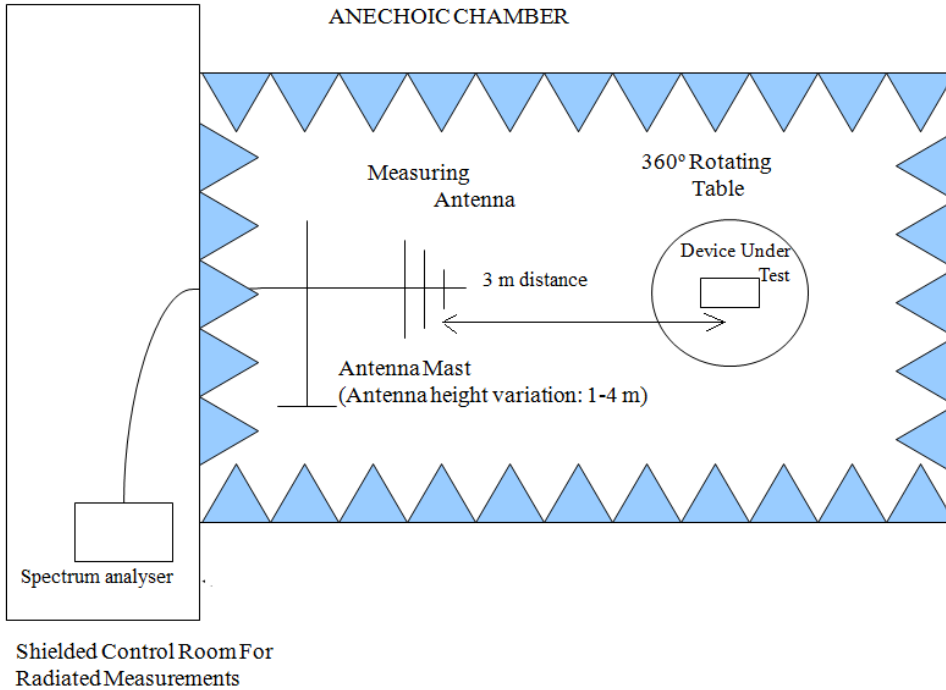 ANECHOIC CHAMBER
360º Rotating
Table
Measuring
Antenna
Device Under
Test
3 m distance
Antenna Mast
(Antenna height variation: 1-4 m)
Spectrum analyser
Shielded Control Room For
Radiated Measurements